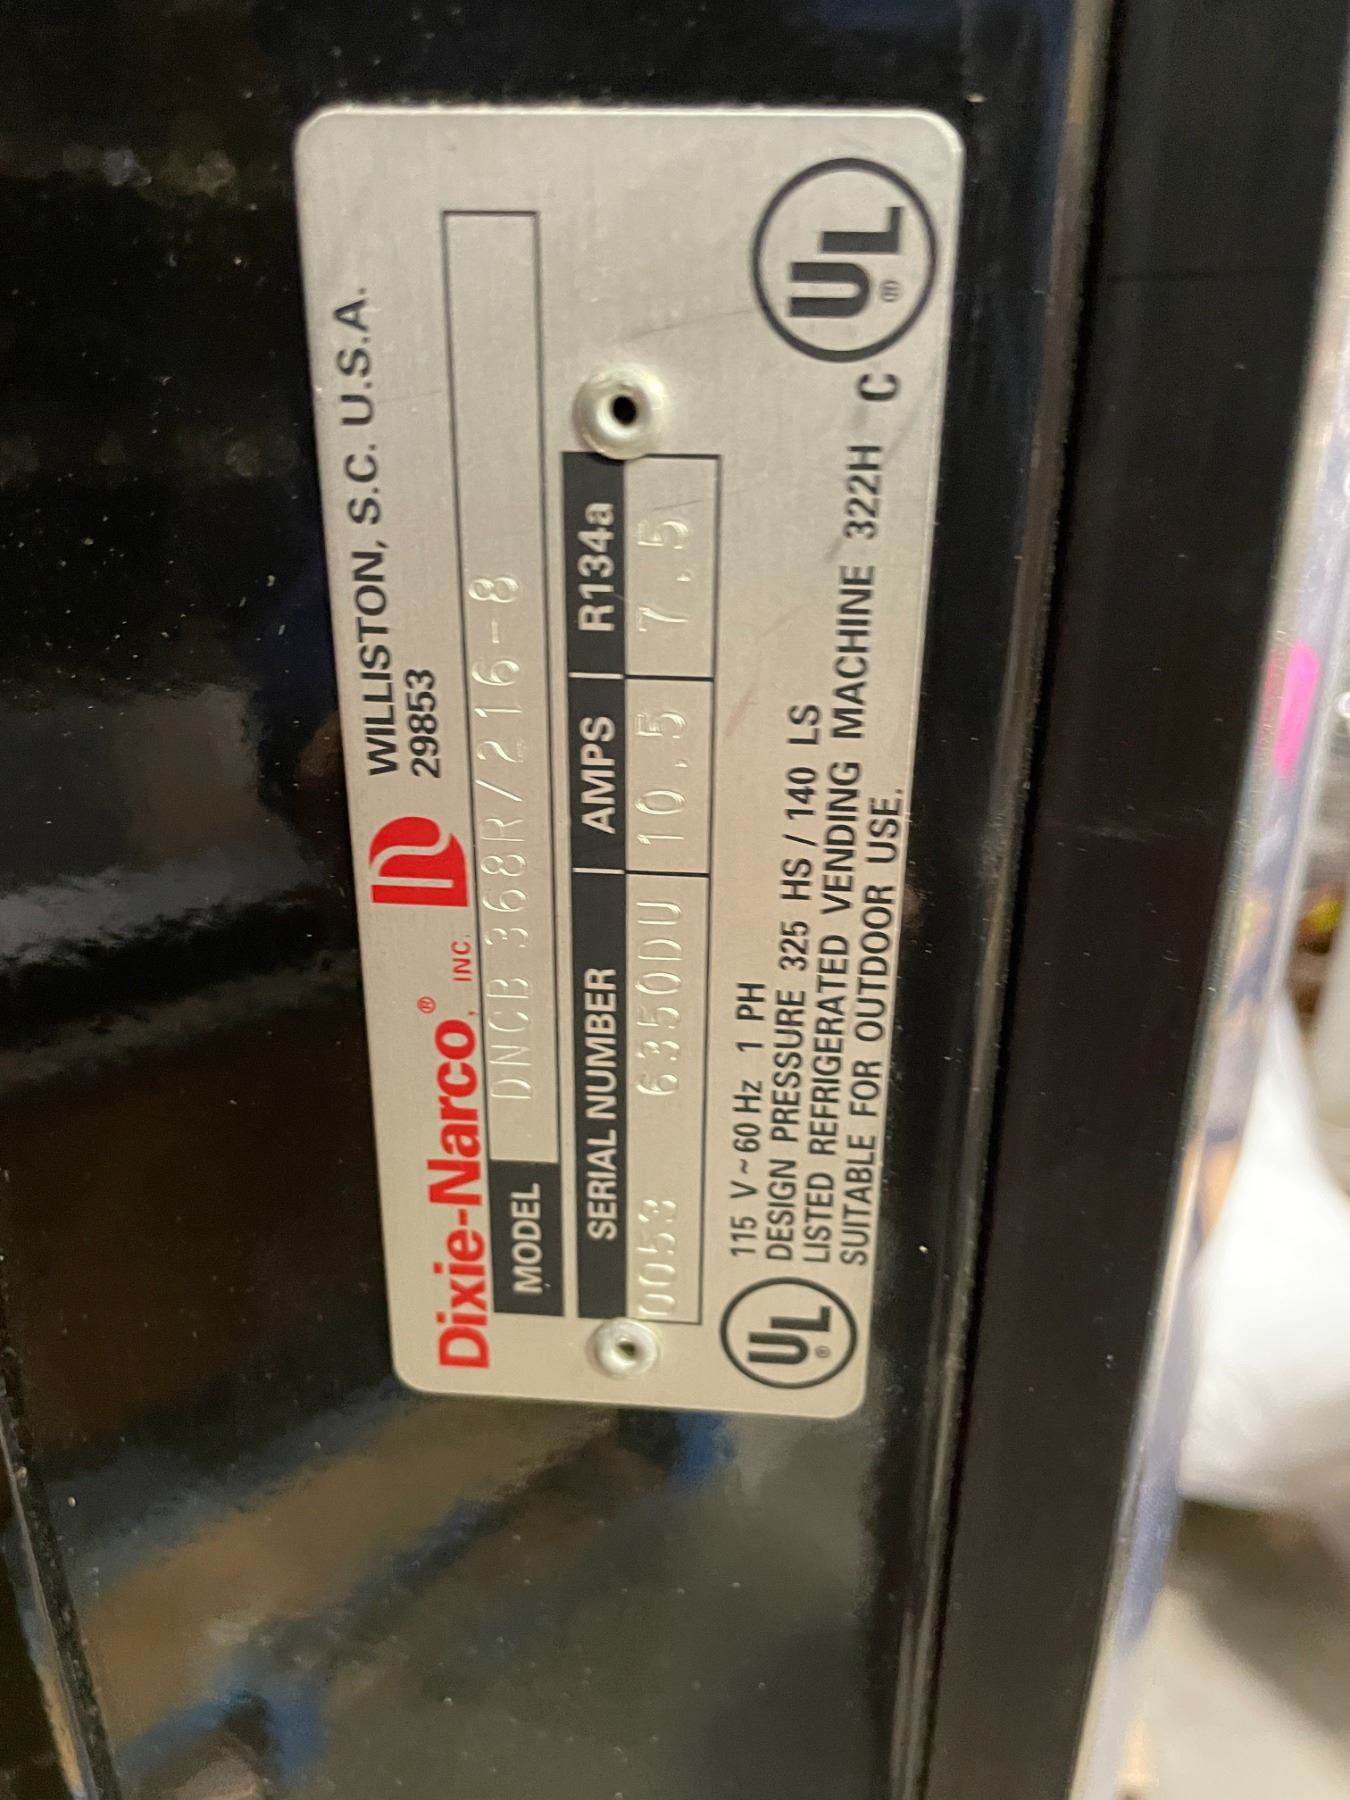 Dixie-Narco®, INC. WILLISTON, S.C. U.S.A.
29853
MODEL DNCB 368R/216-8
SERIAL NUMBER AMPS R134a
0053 6350DU 10.5 7.5
115 V~60 Hz 1 PH
DESIGN PRESSURE 325 HS / 140 LS
LISTED REFRIGERATED VENDING MACHINE 322H C
SUITABLE FOR OUTDOOR USE.
UL®
UL®